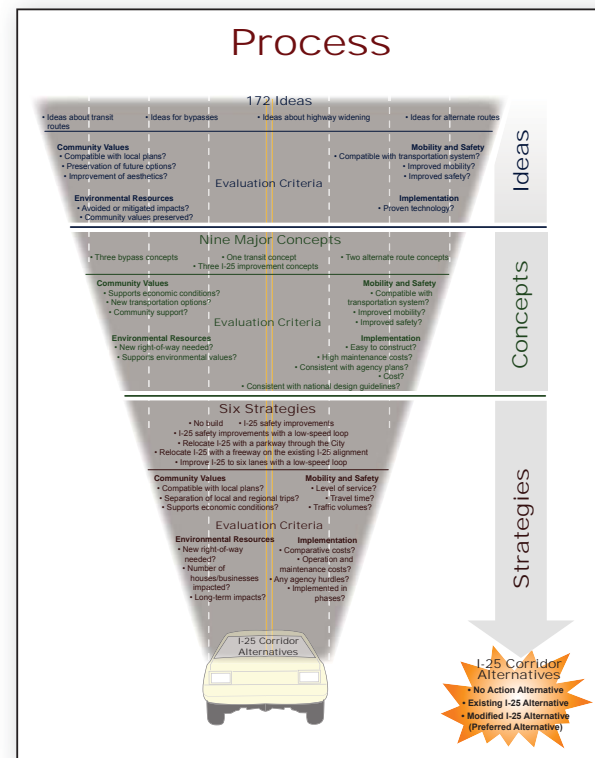 Process
172 Ideas
• Ideas about transit routes
• Ideas for bypasses
• Ideas about highway widening
• Ideas for alternate routes
Community Values
• Compatible with local plans?
• Preservation of future options?
• Improvement of aesthetics?
Mobility and Safety
• Compatible with transportation system?
• Improved mobility?
• Improved safety?
Evaluation Criteria
Environmental Resources
• Avoided or mitigated impacts?
• Community values preserved?
Implementation
• Proven technology?
Ideas
Nine Major Concepts
• Three bypass concepts
• One transit concept
• Two alternate route concepts
• Three I-25 improvement concepts
Community Values
• Supports economic conditions?
• New transportation options?
• Community support?
Mobility and Safety
• Compatible with
transportation system?
• Improved mobility?
• Improved safety?
Evaluation Criteria
Environmental Resources
• New right-of-way needed?
• Supports environmental values?
Implementation
• Easy to construct?
• High maintenance costs?
• Consistent with agency plans?
• Cost?
• Consistent with national design guidelines?
Concepts
Six Strategies
• No build • I-25 safety improvements
• I-25 safety improvements with a low-speed loop
• Relocate I-25 with a parkway through the City
• Relocate I-25 with a freeway on the existing I-25 alignment
• Improve I-25 to six lanes with a low-speed loop
Community Values
• Compatible with local plans?
• Separation of local and regional trips?
• Supports economic conditions?
Mobility and Safety
• Level of service?
• Travel time?
• Traffic volumes?
Evaluation Criteria
Environmental Resources
• New right-of-way
needed?
• Number of
houses/businesses
impacted?
• Long-term impacts?
Implementation
• Comparative costs?
• Operation and
maintenance costs?
• Any agency hurdles?
• Implemented in
phases?
Strategies
I-25 Corridor
Alternatives
I-25 Corridor
Alternatives
• No Action Alternative
• Existing I-25 Alternative
• Modified I-25 Alternative
(Preferred Alternative)